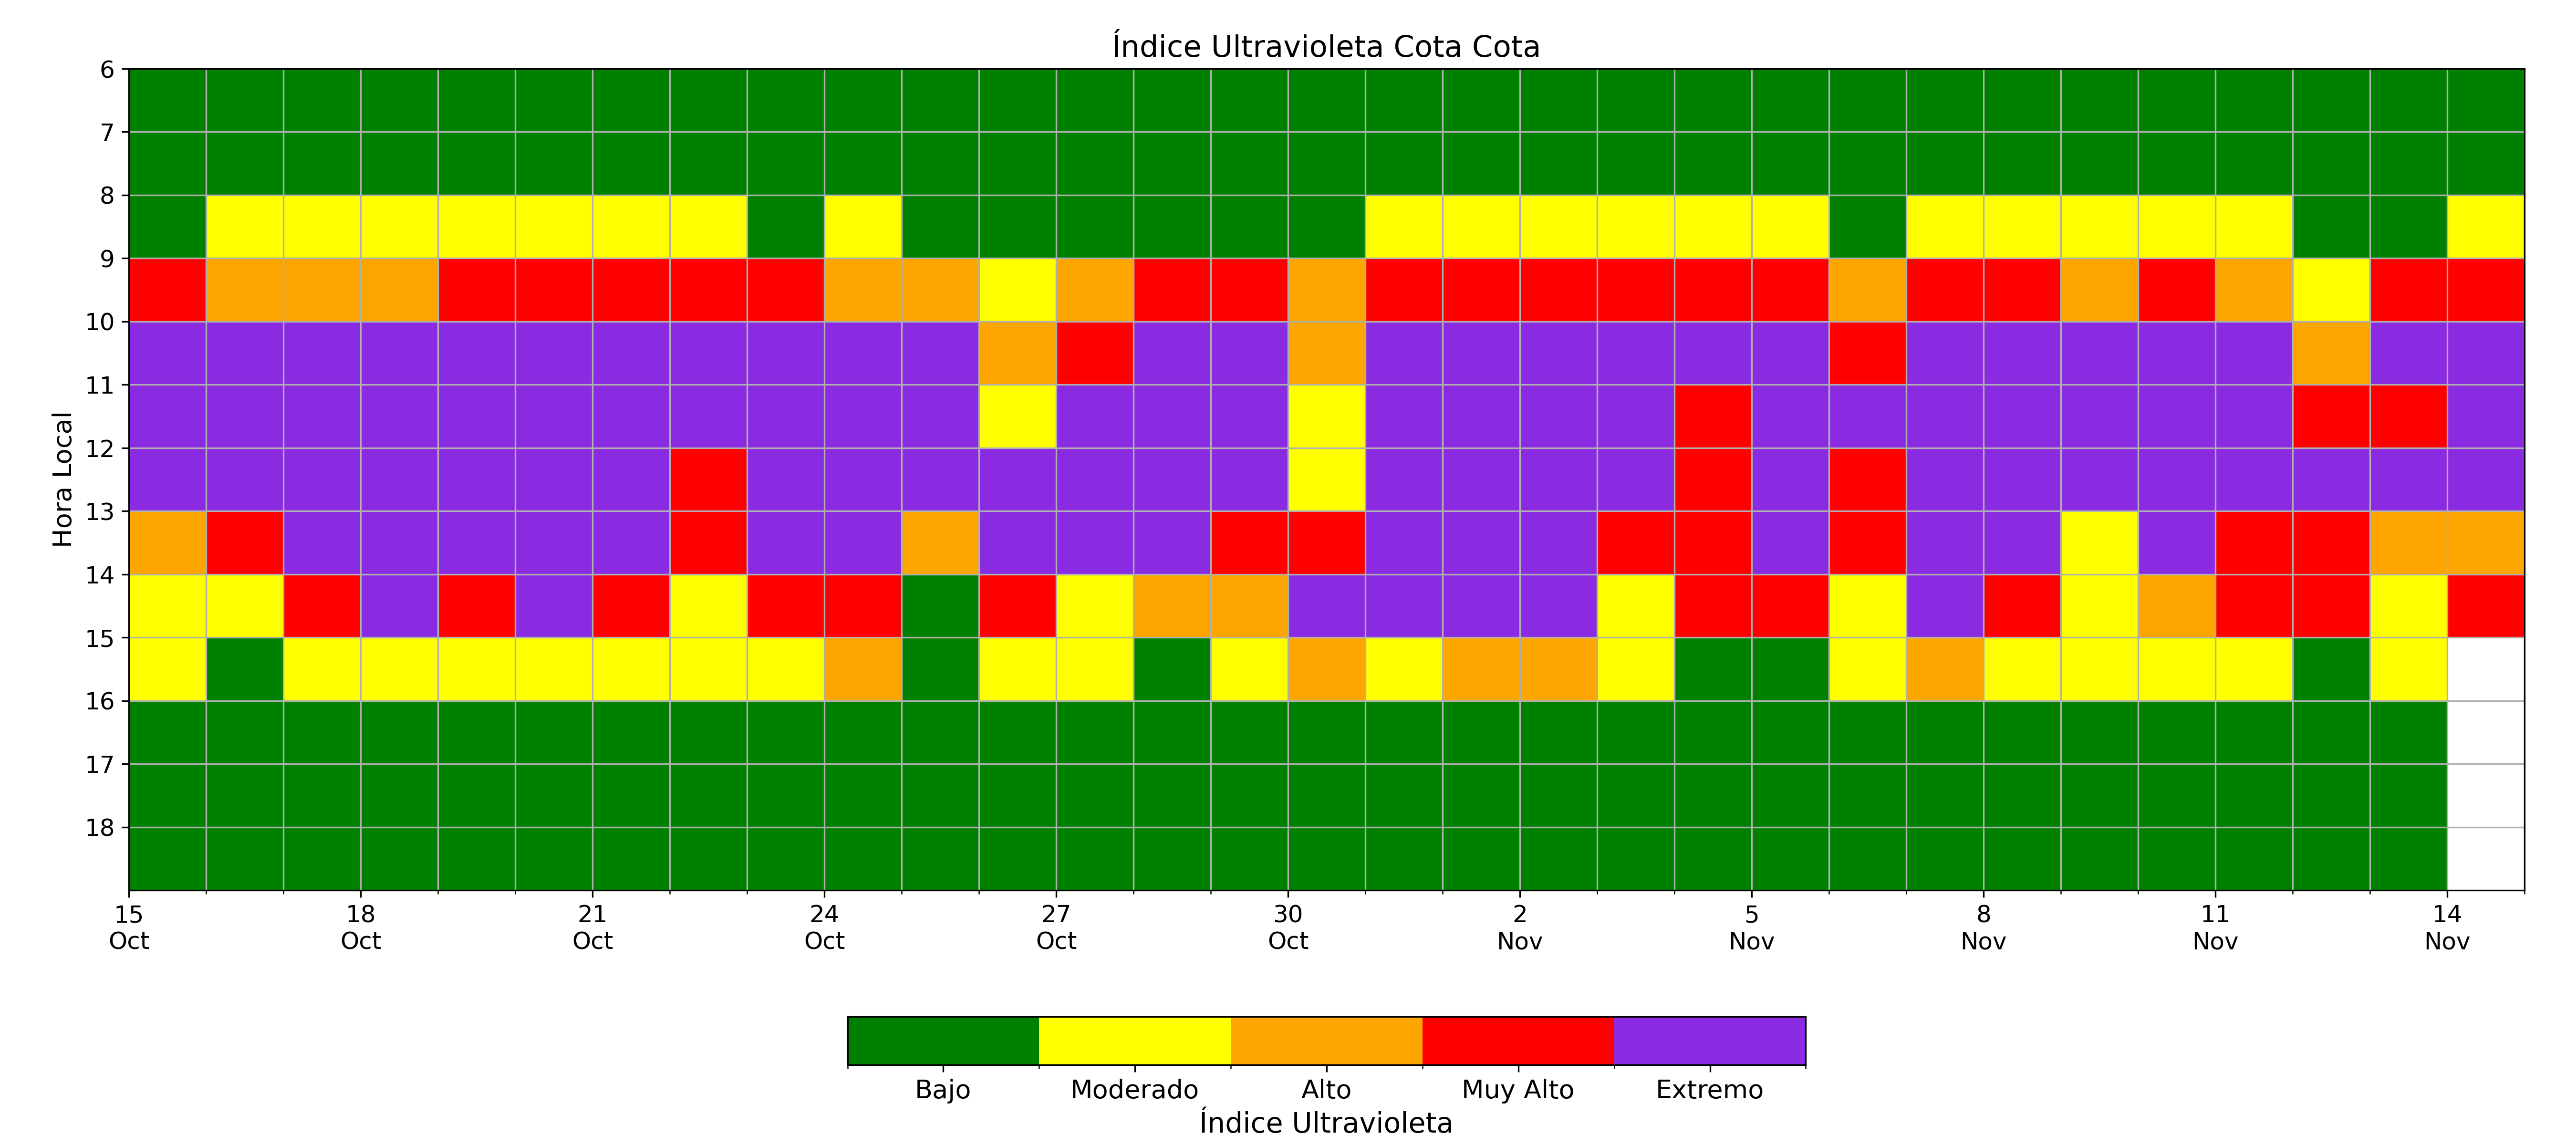 Índice Ultravioleta Cota Cota
Hora Local
6
7
8
9
10
11
12
13
14
15
16
17
18
15 18 21 24 27 30 2 5 8 11 14
Oct Oct Oct Oct Oct Oct Nov Nov Nov Nov Nov
Bajo Moderado Alto Muy Alto Extremo
Índice Ultravioleta